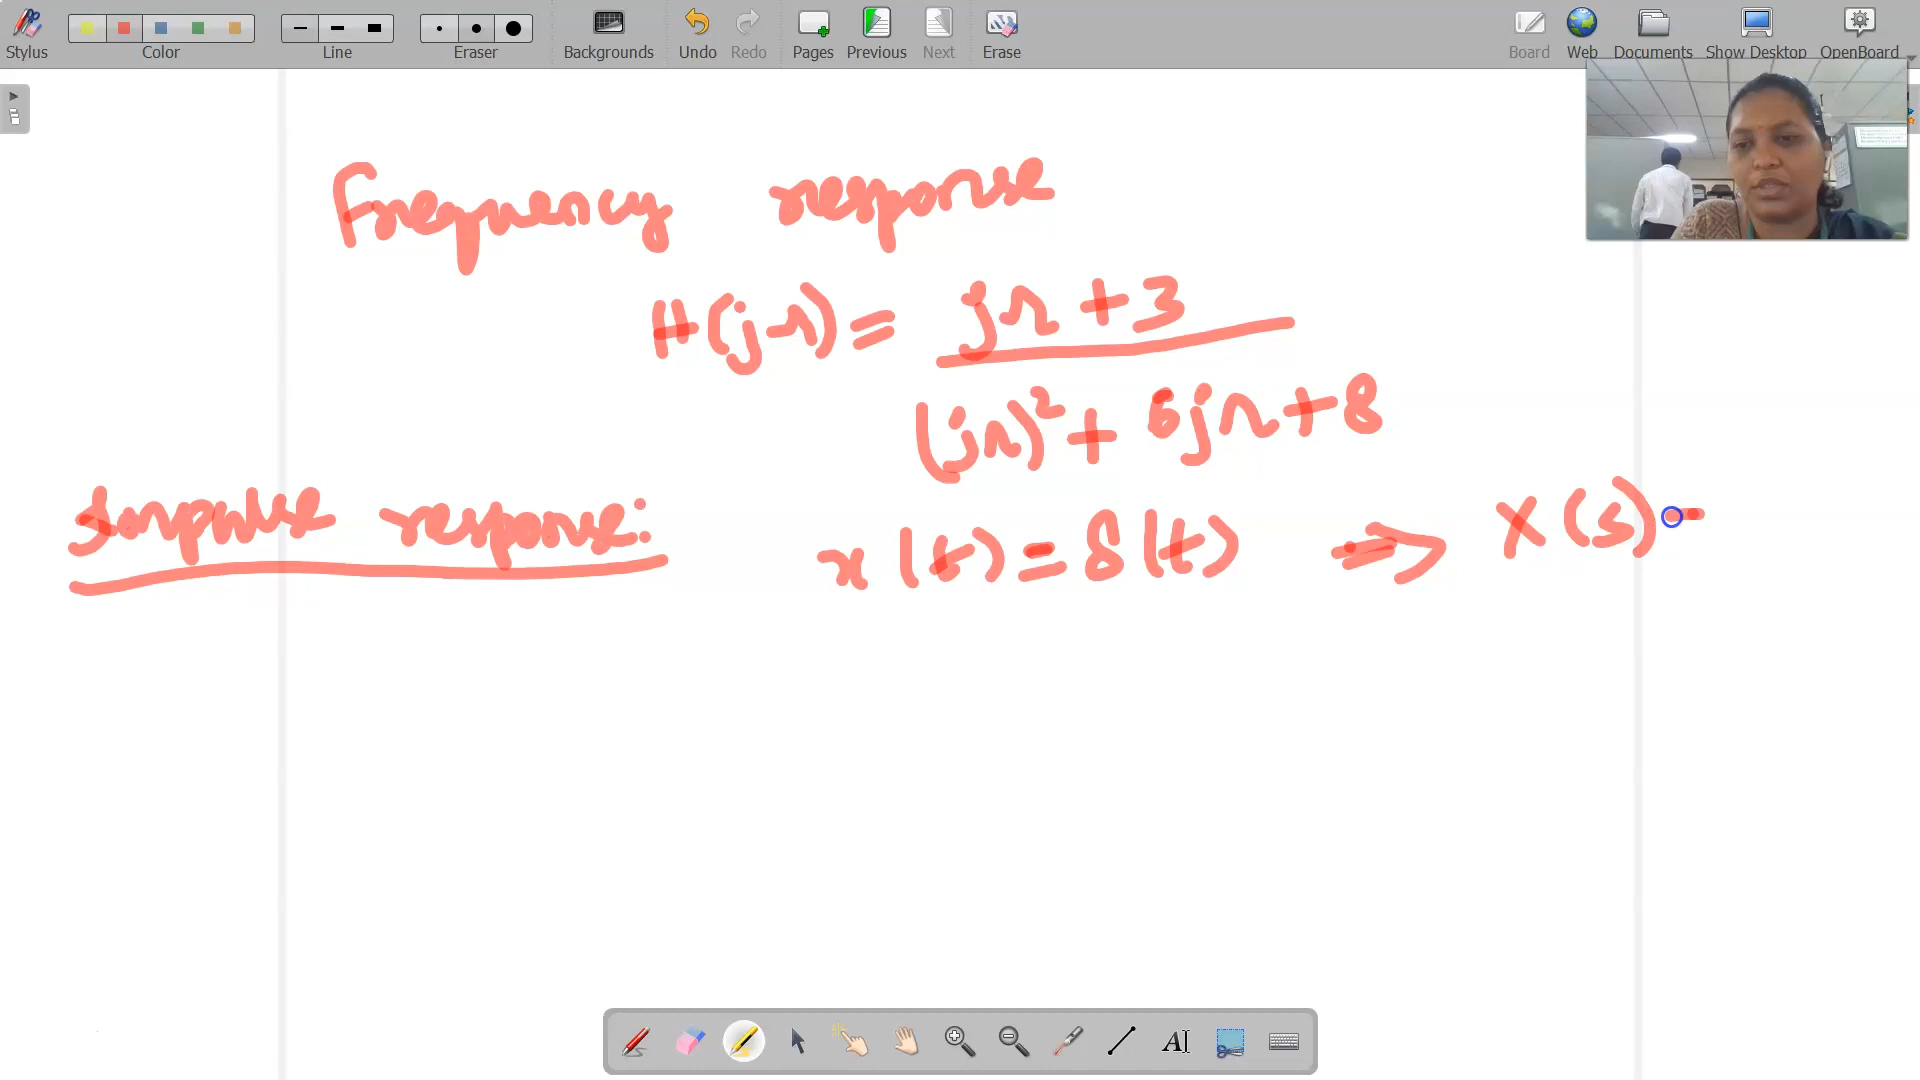 Stylus Color Line Eraser Backgrounds Undo Redo Pages Previous Next Erase Board Web Documents Show Desktop OpenBoard
Frequency response
H(jΩ) = jΩ + 3
(jΩ)² + 6jΩ + 8
Impulse response: x(t) = δ(t) ⇒ X(s) -
AI